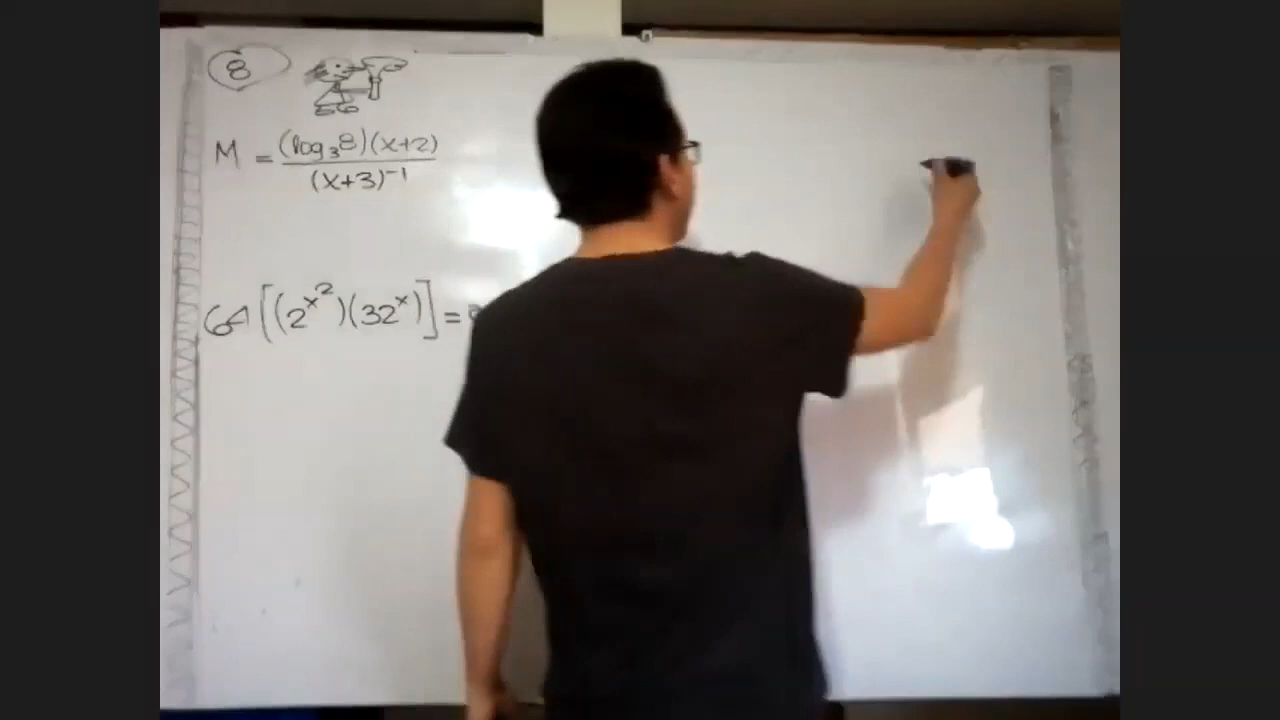 8
M = (log₃8)(x+2) / (x+3)⁻¹
64[(2^x²)(32^x)] =